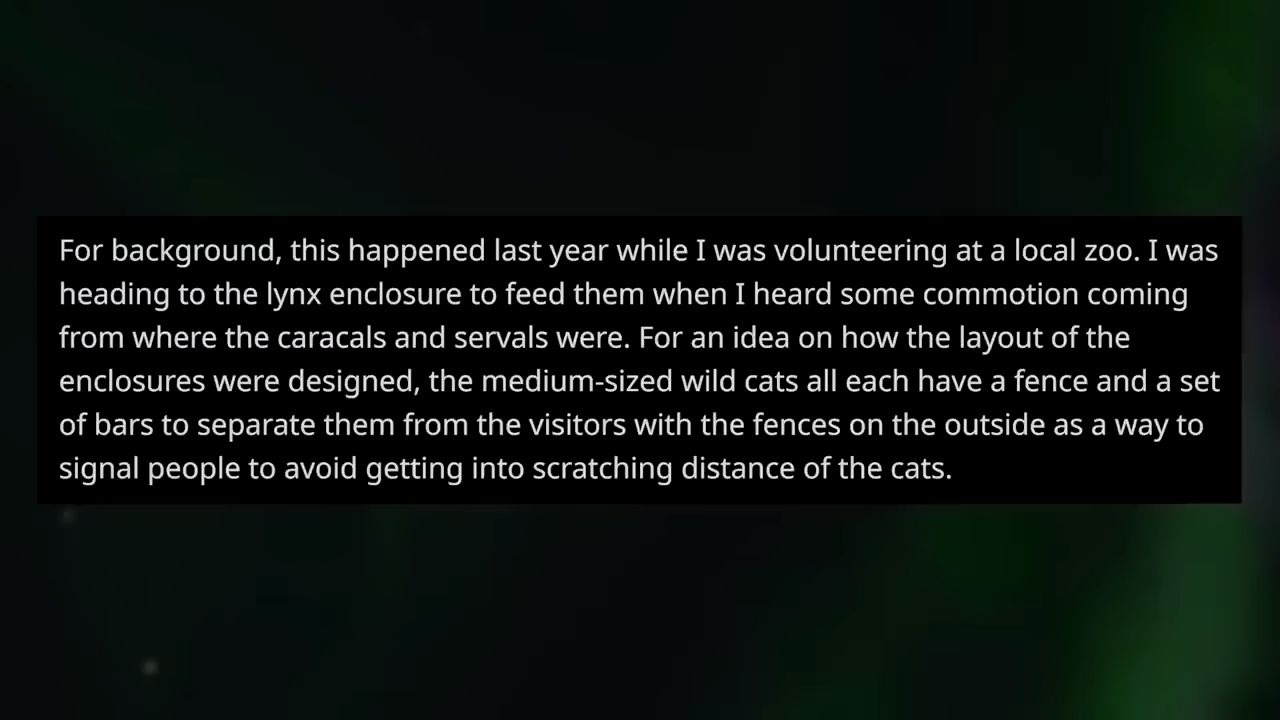 For background, this happened last year while I was volunteering at a local zoo. I was
heading to the lynx enclosure to feed them when I heard some commotion coming
from where the caracals and servals were. For an idea on how the layout of the
enclosures were designed, the medium-sized wild cats all each have a fence and a set
of bars to separate them from the visitors with the fences on the outside as a way to
signal people to avoid getting into scratching distance of the cats.